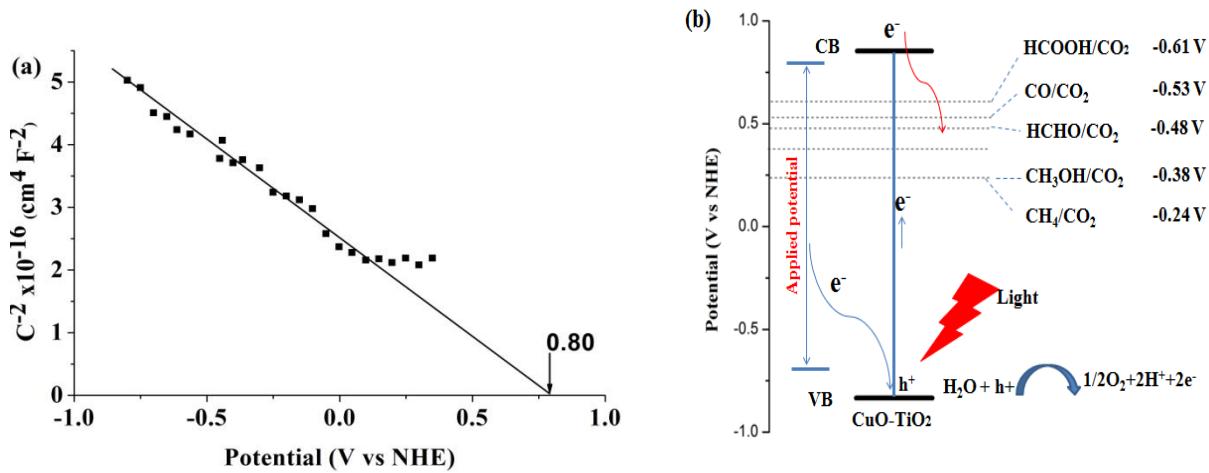 (a)
C⁻² x10⁻¹⁶ (cm⁴ F⁻²)
5
4
3
2
1
0
0.80
-1.0 -0.5 0.0 0.5 1.0
Potential (V vs NHE)
(b)
Potential (V vs NHE)
1.0
0.5
0.0
-0.5
-1.0
CB
e⁻
HCOOH/CO₂ -0.61 V
CO/CO₂ -0.53 V
HCHO/CO₂ -0.48 V
CH₃OH/CO₂ -0.38 V
CH₄/CO₂ -0.24 V
Applied potential
e⁻
e⁻
Light
VB
h⁺
H₂O + h+
1/2O₂+2H⁺+2e⁻
CuO-TiO₂